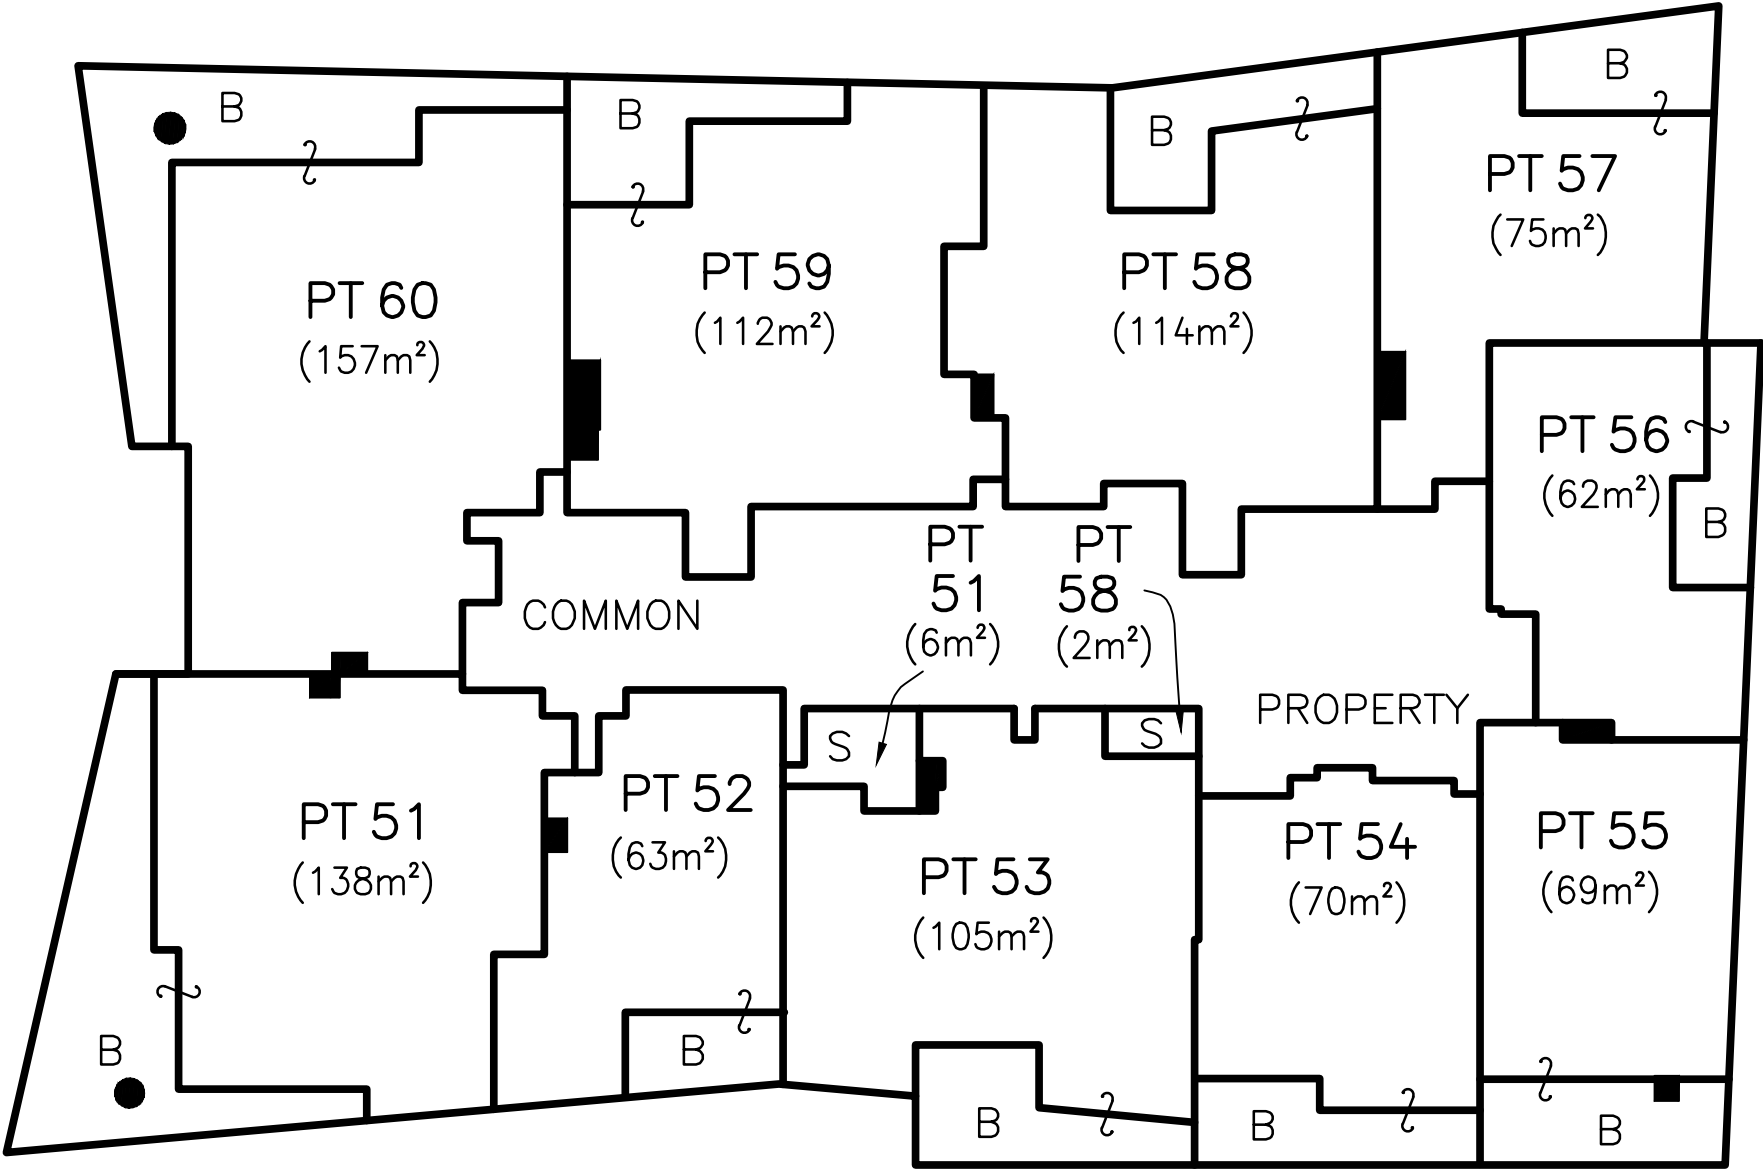 B
B
B
B
PT 57
(75m²)
PT 60
(157m²)
PT 59
(112m²)
PT 58
(114m²)
PT 56
(62m²)
B
COMMON
PT
51
(6m²)
PT
58
(2m²)
PROPERTY
S
S
PT 51
(138m²)
PT 52
(63m²)
PT 53
(105m²)
PT 54
(70m²)
PT 55
(69m²)
B
B
B
B
B